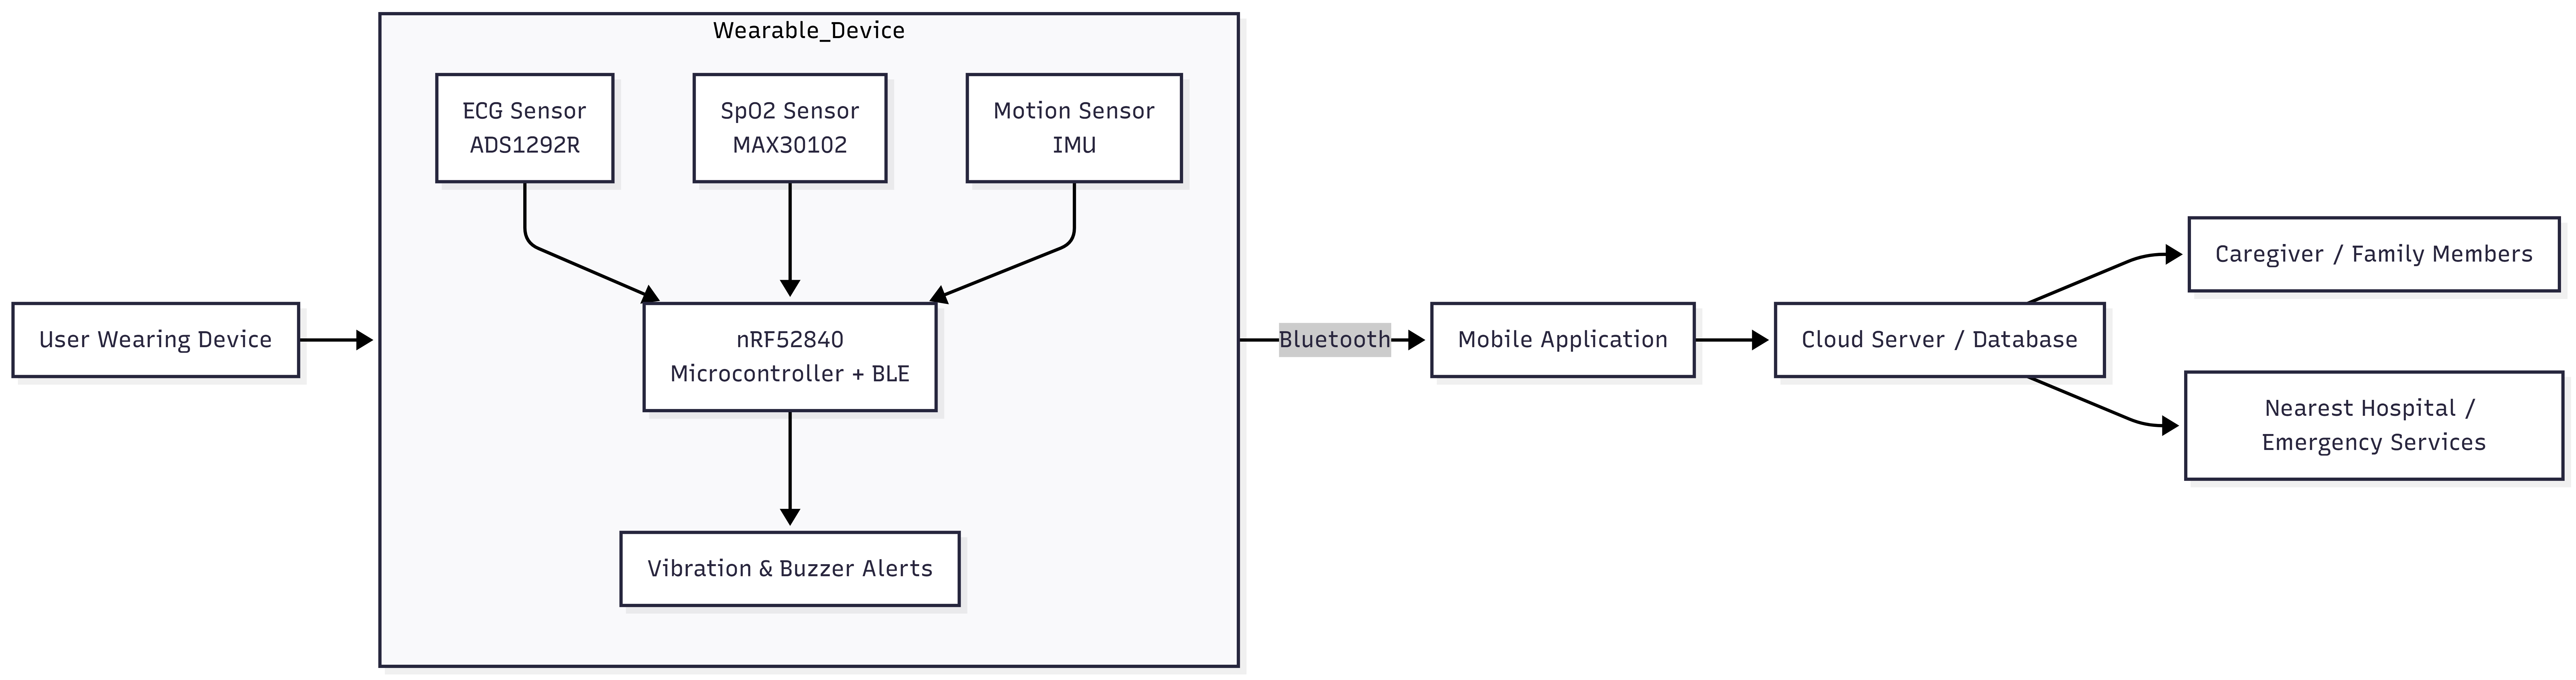 Wearable_Device
ECG Sensor
ADS1292R
SpO2 Sensor
MAX30102
Motion Sensor
IMU
User Wearing Device
nRF52840
Microcontroller + BLE
Vibration & Buzzer Alerts
Bluetooth
Mobile Application
Cloud Server / Database
Caregiver / Family Members
Nearest Hospital /
Emergency Services